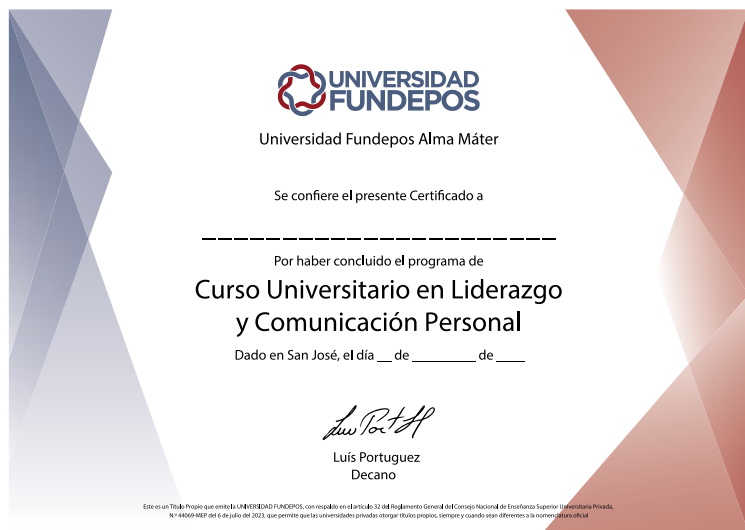 UNIVERSIDAD
FUNDEPOS
Universidad Fundepos Alma Máter
Se confiere el presente Certificado a
Por haber concluido el programa de
Curso Universitario en Liderazgo
y Comunicación Personal
Dado en San José, el día __ de ________ de ____
Luís Portuguez
Decano
Este es un Título Propio que emite la UNIVERSIDAD FUNDEPOS, con respaldo en el artículo 32 del Reglamento General del Consejo Nacional de Enseñanza Superior Universitaria Privada,
N.º 44069-MEP del 6 de julio del 2023, que permite que las universidades privadas otorgar títulos propios, siempre y cuando sean diferentes a la nomenclatura oficial